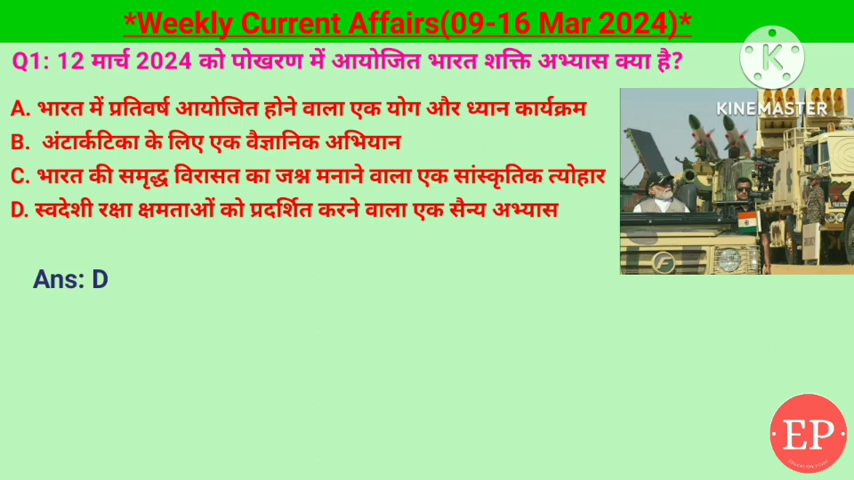 *Weekly Current Affairs(09-16 Mar 2024)*
Q1: 12 मार्च 2024 को पोखरण में आयोजित भारत शक्ति अभ्यास क्या है?
K
A. भारत में प्रतिवर्ष आयोजित होने वाला एक योग और ध्यान कार्यक्रम
KINEMASTER
B. अंटार्कटिका के लिए एक वैज्ञानिक अभियान
C. भारत की समृद्ध विरासत का जश्न मनाने वाला एक सांस्कृतिक त्योहार
D. स्वदेशी रक्षा क्षमताओं को प्रदर्शित करने वाला एक सैन्य अभ्यास
Ans: D
·EP·